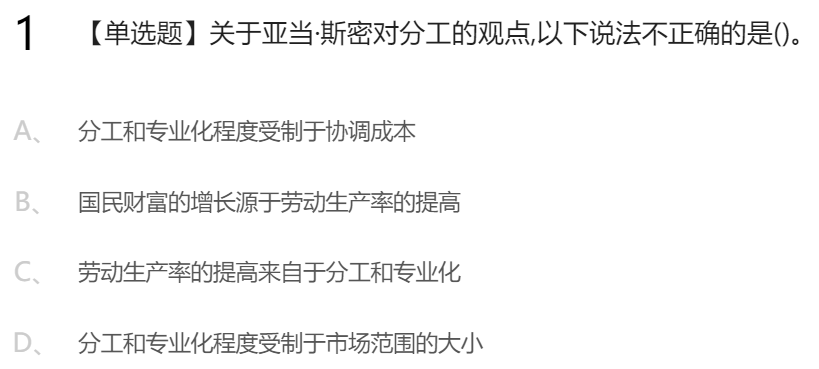 1 【单选题】关于亚当·斯密对分工的观点,以下说法不正确的是()。
A、 分工和专业化程度受制于协调成本
B、 国民财富的增长源于劳动生产率的提高
C、 劳动生产率的提高来自于分工和专业化
D、 分工和专业化程度受制于市场范围的大小